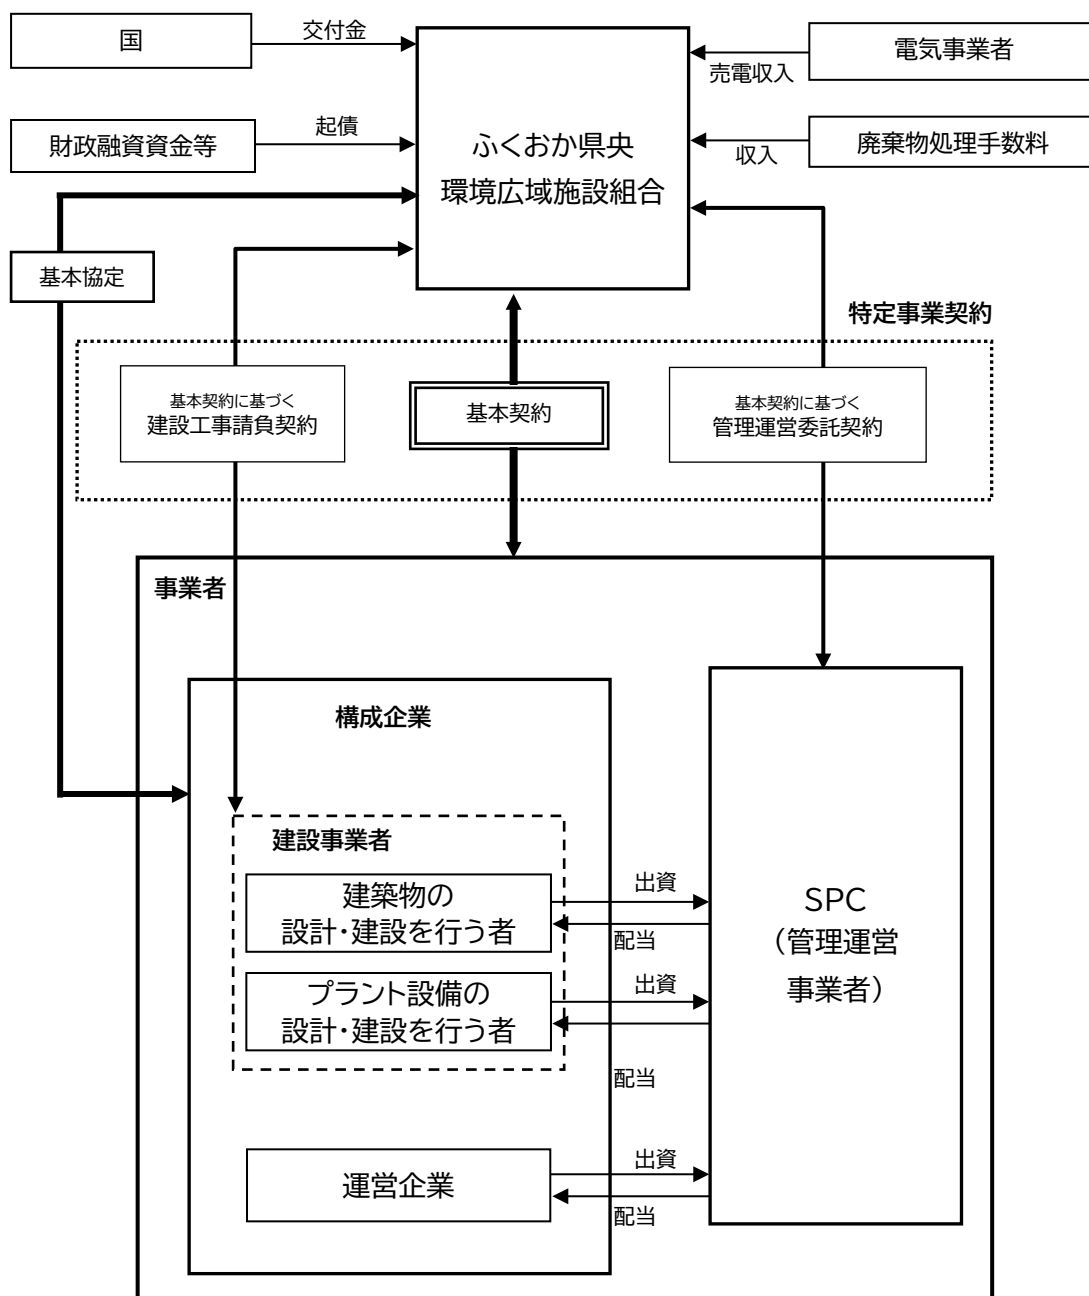 国
交付金
電気事業者
売電収入
財政融資資金等
起債
ふくおか県央
環境広域施設組合
収入
廃棄物処理手数料
基本協定
特定事業契約
基本契約に基づく
建設工事請負契約
基本契約
基本契約に基づく
管理運営委託契約
事業者
構成企業
建設事業者
建築物の
設計・建設を行う者
出資
配当
プラント設備の
設計・建設を行う者
出資
配当
運営企業
出資
配当
SPC
（管理運営
事業者）